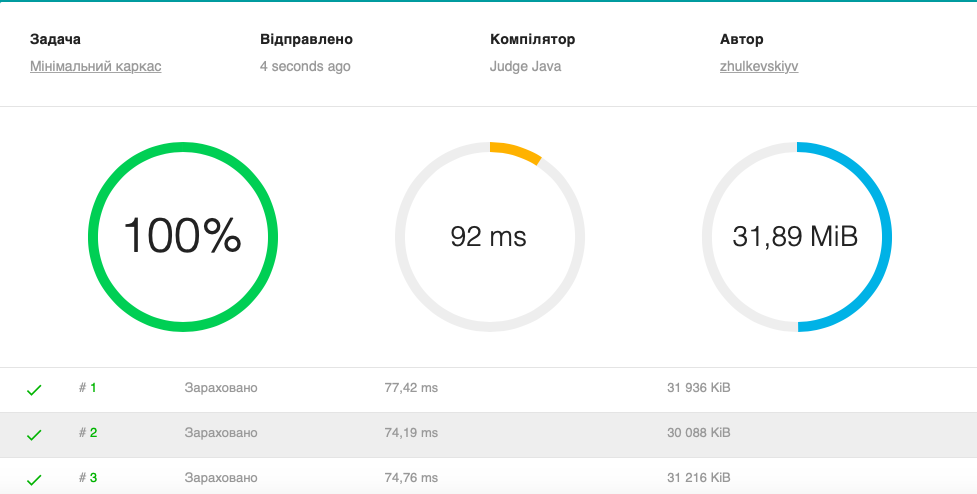 Задача Відправлено Компілятор Автор
Мінімальний каркас 4 seconds ago Judge Java zhulkevskiyv
100% 92 ms 31,89 MiB
# 1 Зараховано 77,42 ms 31 936 KiB
# 2 Зараховано 74,19 ms 30 088 KiB
# 3 Зараховано 74,76 ms 31 216 KiB